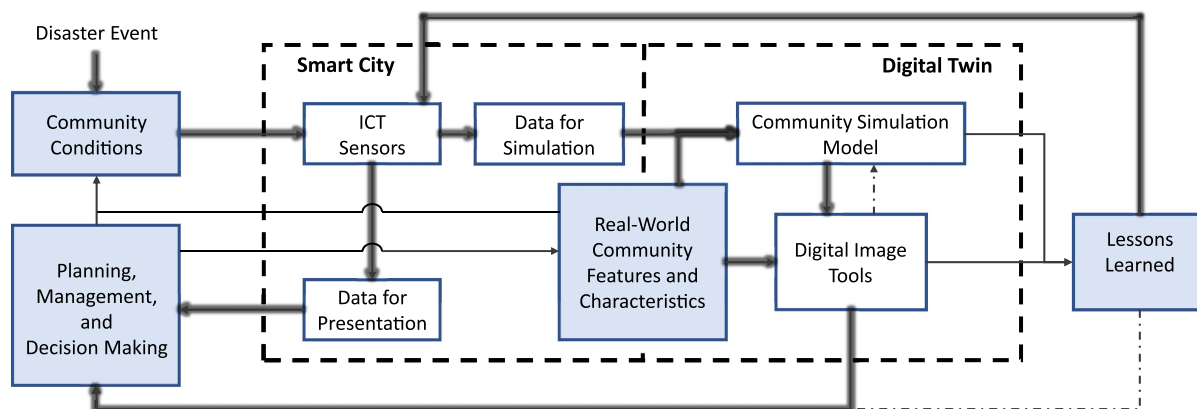 Disaster Event
Smart City
Digital Twin
Community
Conditions
ICT
Sensors
Data for
Simulation
Community Simulation
Model
Real-World
Community
Features and
Characteristics
Digital Image
Tools
Lessons
Learned
Planning,
Management,
and
Decision Making
Data for
Presentation